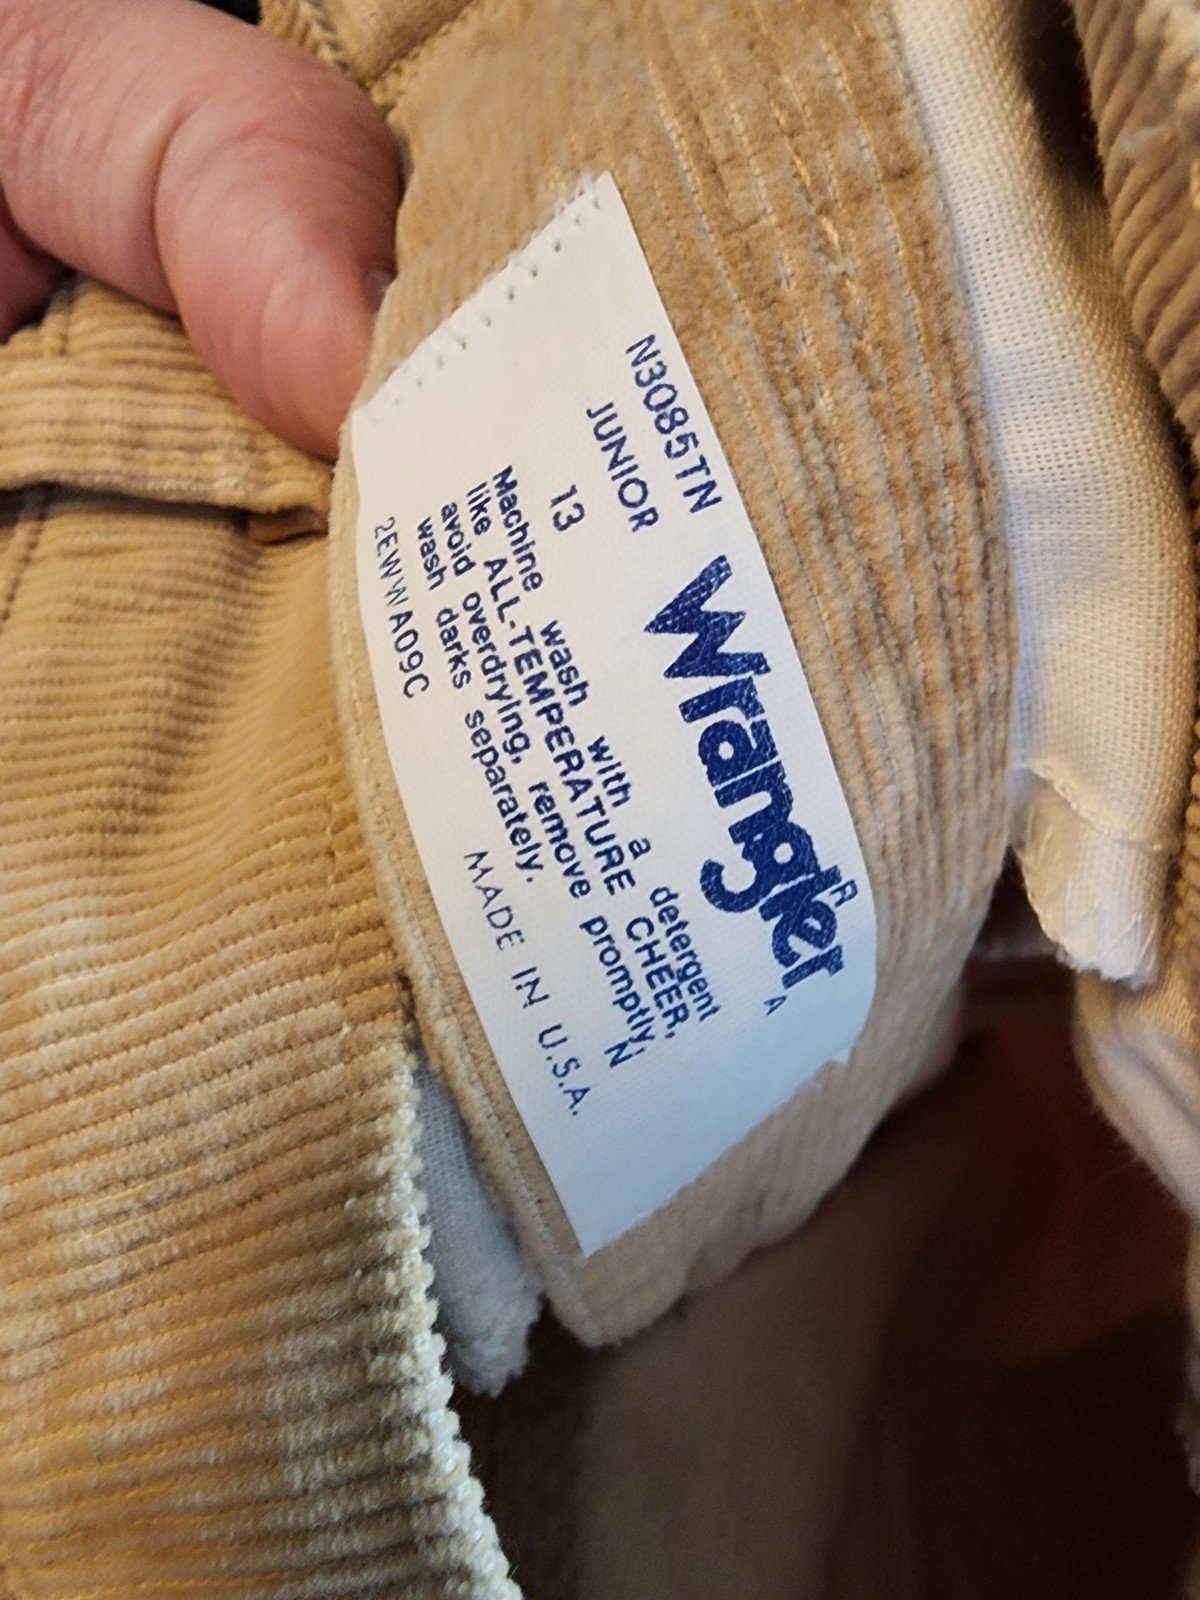 N3085TN
JUNIOR
Wrangler R
A
13
Machine wash with a detergent
like ALL-TEMPERATURE CHEER,
avoid overdrying, remove promptly,
wash darks separately. N
2EWWA09C MADE IN U.S.A.